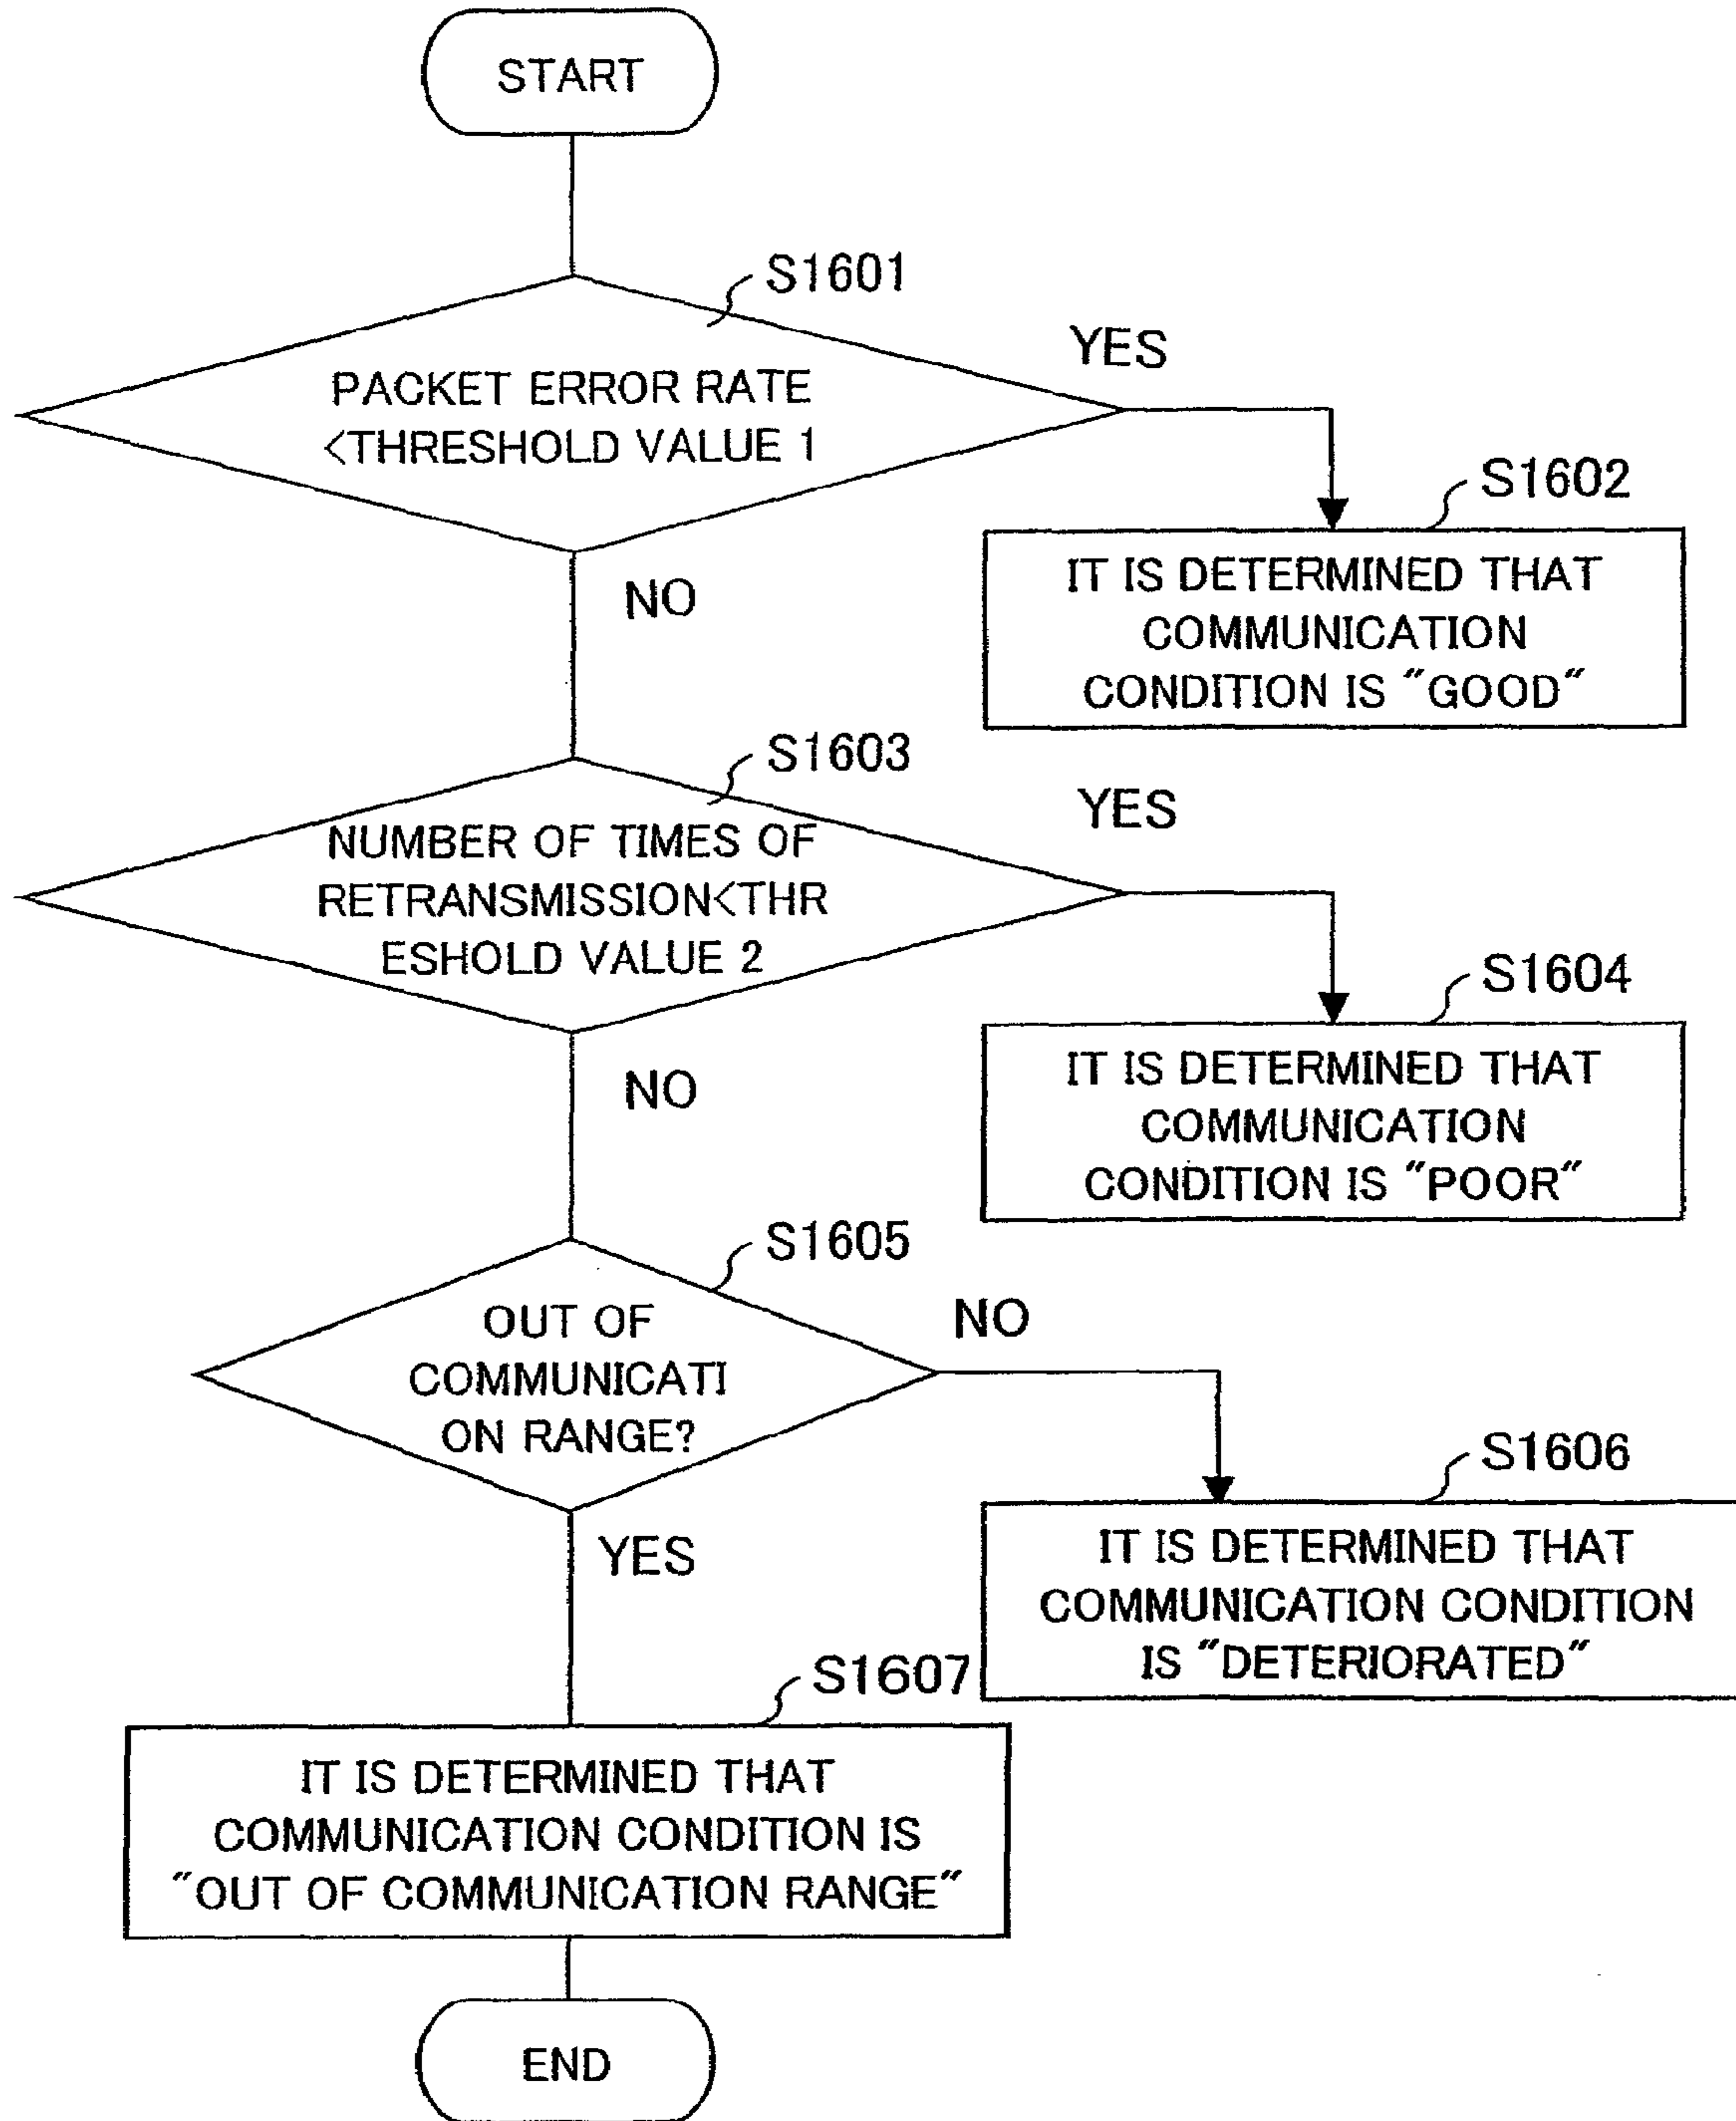 START
S1601
YES
PACKET ERROR RATE
<THRESHOLD VALUE 1
S1602
IT IS DETERMINED THAT
COMMUNICATION
CONDITION IS "GOOD"
NO
S1603
YES
NUMBER OF TIMES OF
RETRANSMISSION<THR
ESHOLD VALUE 2
S1604
IT IS DETERMINED THAT
COMMUNICATION
CONDITION IS "POOR"
NO
S1605
NO
OUT OF
COMMUNICATI
ON RANGE?
S1606
IT IS DETERMINED THAT
COMMUNICATION CONDITION
IS "DETERIORATED"
YES
S1607
IT IS DETERMINED THAT
COMMUNICATION CONDITION IS
"OUT OF COMMUNICATION RANGE"
END